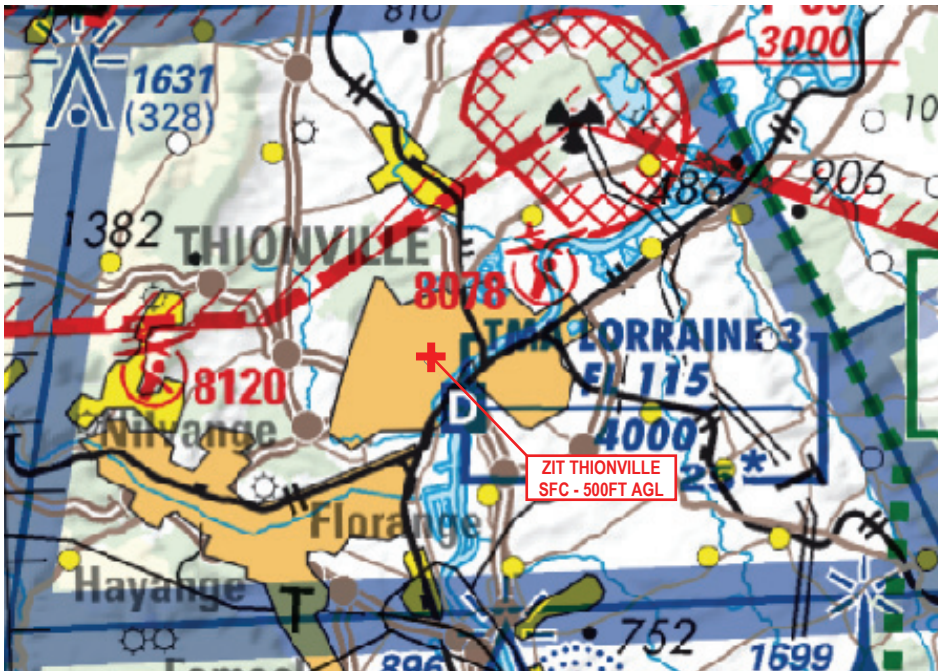 810
3000
1631
(328)
10
486
906
1382
THIONVILLE
8078
TMA LORRAINE 3
FL 115
8120
D
4000
Nilvange
ZIT THIONVILLE
SFC - 500FT AGL
*
Florange
Hayange
T
752
896
1699